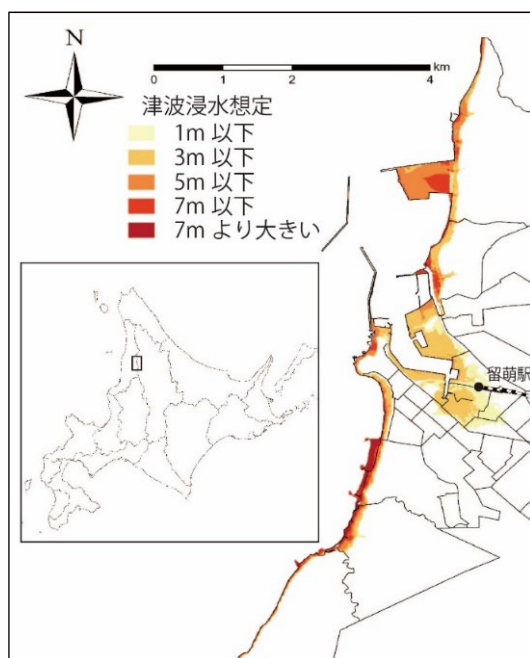 N
km
0 1 2 4
津波浸水想定
1m 以下
3m 以下
5m 以下
7m 以下
7m より大きい
留萌駅